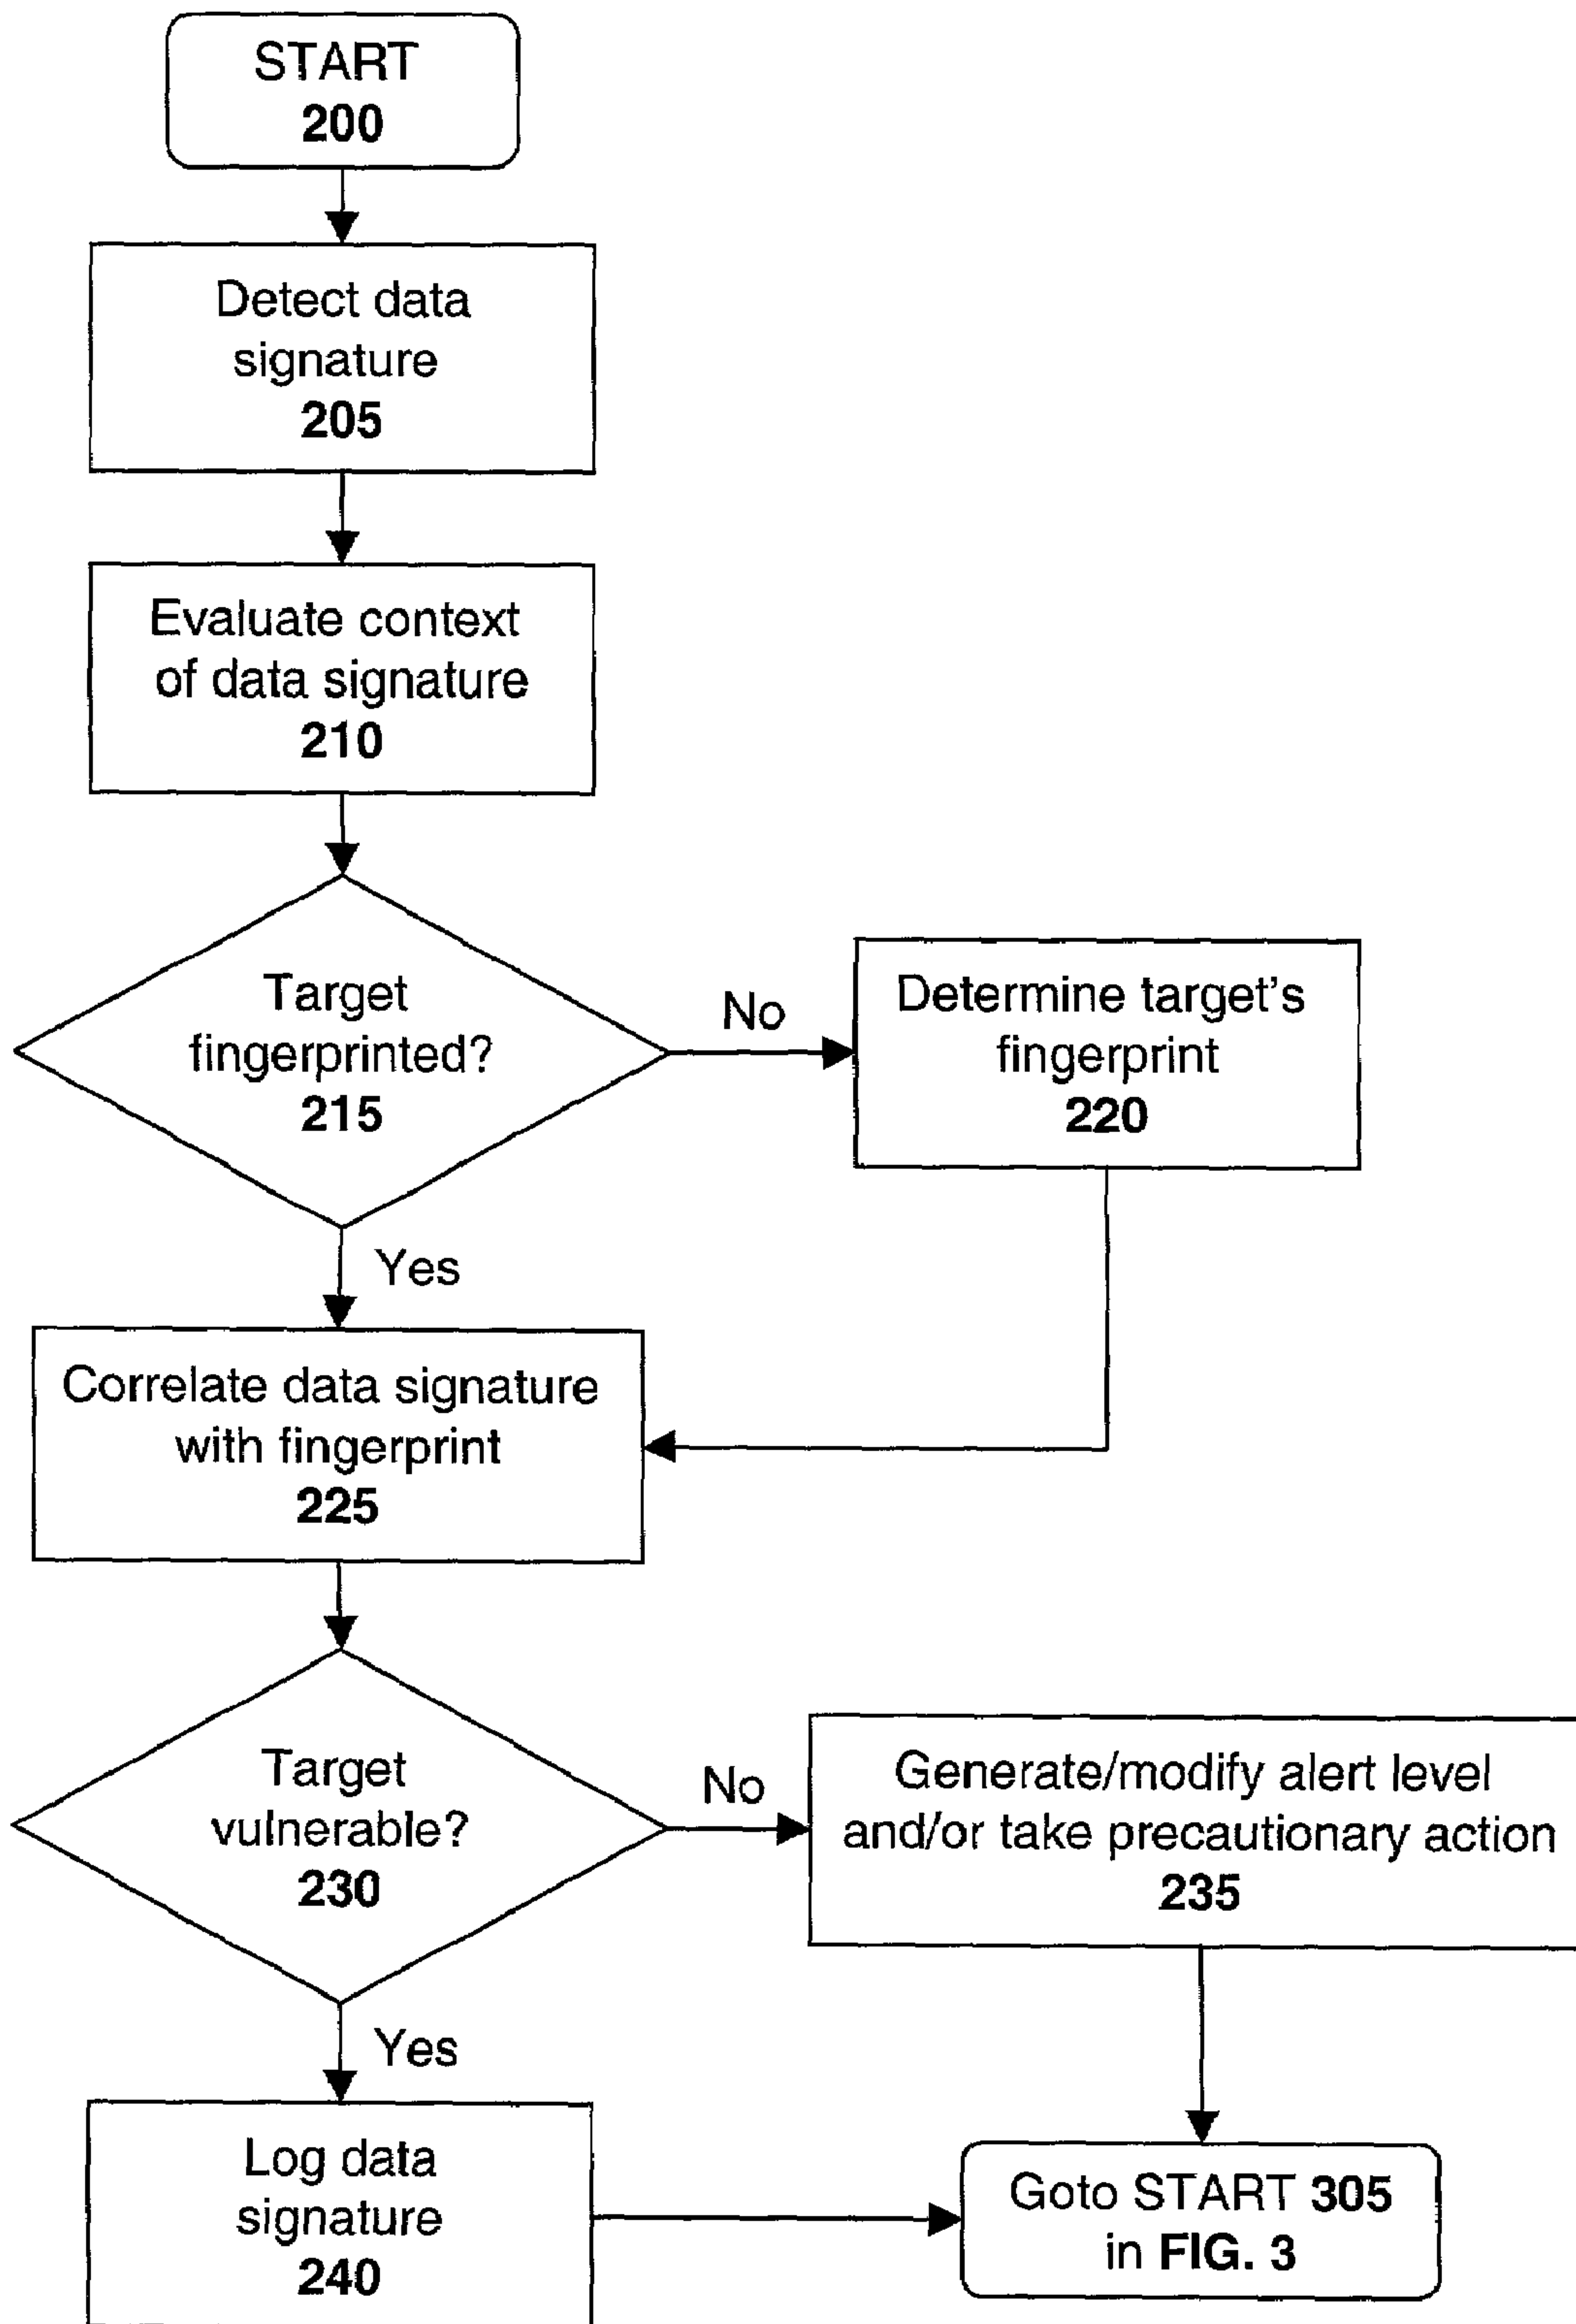 START
200
Detect data
signature
205
Evaluate context
of data signature
210
Target
fingerprinted?
215
No
Determine target's
fingerprint
220
Yes
Correlate data signature
with fingerprint
225
Target
vulnerable?
230
No
Generate/modify alert level
and/or take precautionary action
235
Yes
Log data
signature
240
Goto START 305
in FIG. 3